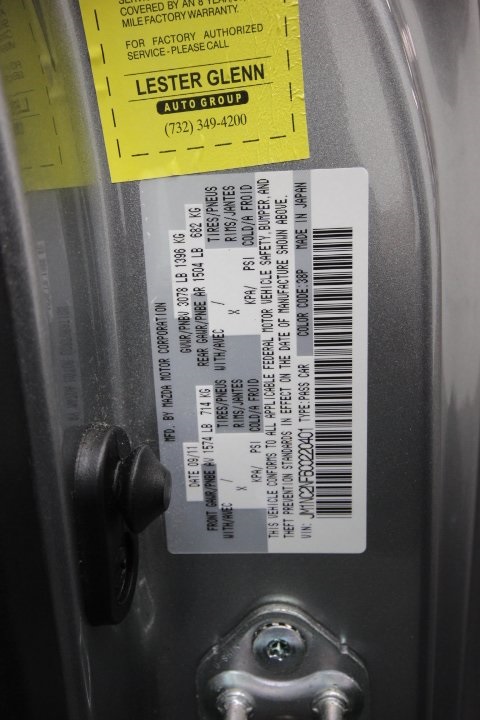 COVERED BY AN 8 YEAR
MILE FACTORY WARRANTY.
FOR FACTORY AUTHORIZED
SERVICE - PLEASE CALL
LESTER GLENN
AUTO GROUP
(732) 349-4200
MFD. BY MAZDA MOTOR CORPORATION
DATE 09/11 GVWR/PNBV 3078 LB 1396 KG
FRONT GAWR/PNBE AV 1574 LB 714 KG REAR GAWR/PNBE AR 1504 LB 682 KG
WITH/AVEC TIRES/PNEUS WITH/AVEC TIRES/PNEUS
X RIMS/JANTES X RIMS/JANTES
KPA/ PSI COLD/A FROID KPA/ PSI COLD/A FROID
THIS VEHICLE CONFORMS TO ALL APPLICABLE FEDERAL MOTOR VEHICLE SAFETY, BUMPER, AND
THEFT PREVENTION STANDARDS IN EFFECT ON THE DATE OF MANUFACTURE SHOWN ABOVE.
VIN: TYPE:PASS CAR COLOR CODE:38P MADE IN JAPAN